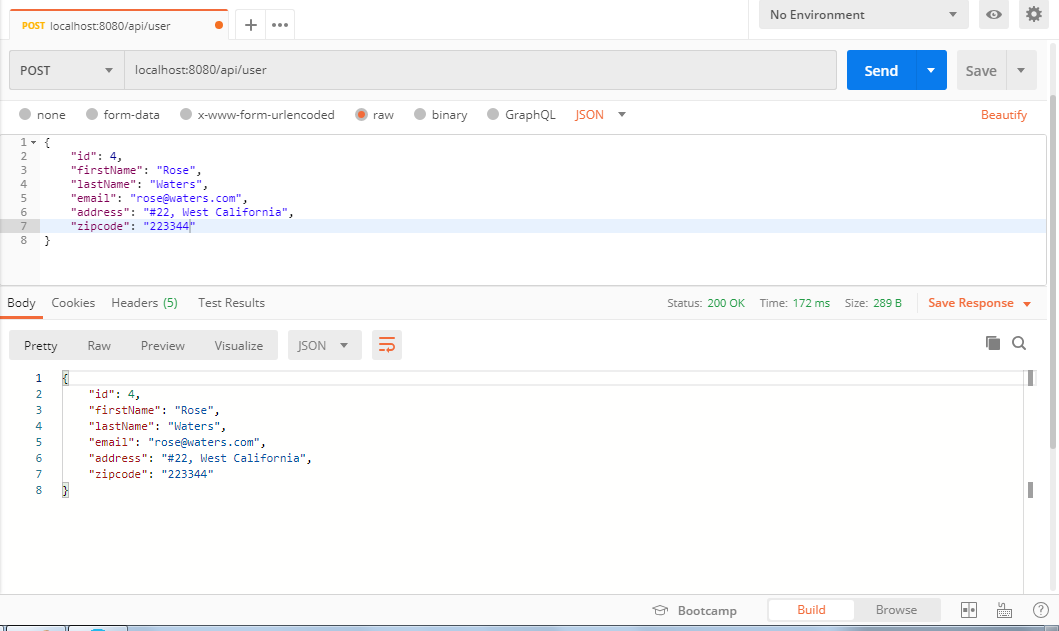 POST localhost:8080/api/user
No Environment
POST localhost:8080/api/user Send Save
none form-data x-www-form-urlencoded raw binary GraphQL JSON Beautify
1 {
2 "id": 4,
3 "firstName": "Rose",
4 "lastName": "Waters",
5 "email": "rose@waters.com",
6 "address": "#22, West California",
7 "zipcode": "223344"
8 }
Body Cookies Headers (5) Test Results Status: 200 OK Time: 172 ms Size: 289 B Save Response
Pretty Raw Preview Visualize JSON
1 {
2 "id": 4,
3 "firstName": "Rose",
4 "lastName": "Waters",
5 "email": "rose@waters.com",
6 "address": "#22, West California",
7 "zipcode": "223344"
8 }
Bootcamp Build Browse